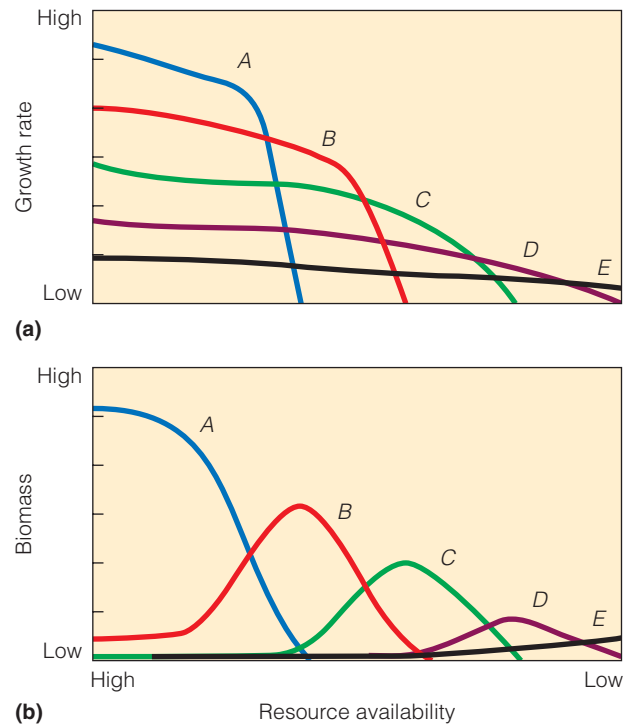 High
A
B
C
D
E
Growth rate
Low
(a)
High
A
B
C
D
E
Biomass
Low
High
Low
(b)
Resource availability